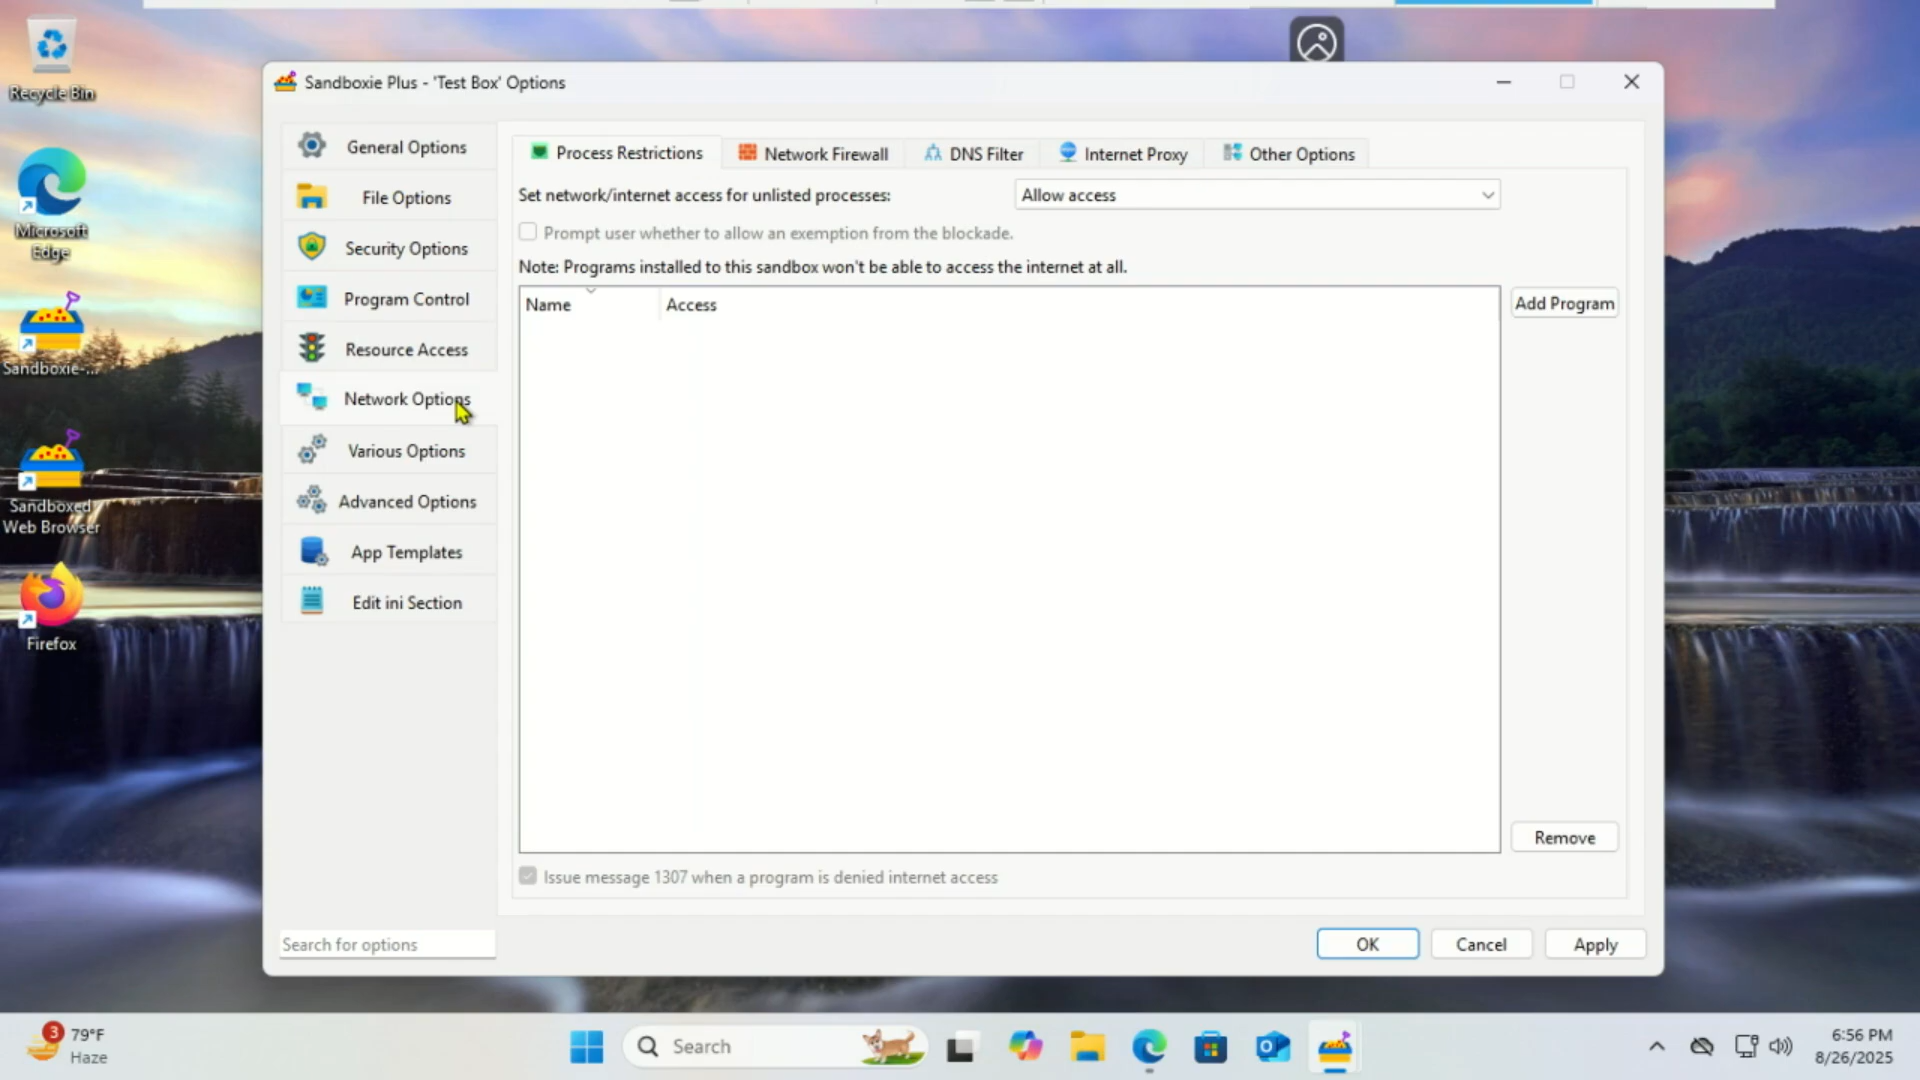 Recycle Bin
Microsoft
Edge
Sandboxie-...
Sandboxed
Web Browser
Firefox
Sandboxie Plus - 'Test Box' Options
General Options
File Options
Security Options
Program Control
Resource Access
Network Options
Various Options
Advanced Options
App Templates
Edit ini Section
Search for options
Process Restrictions
Network Firewall
DNS Filter
Internet Proxy
Other Options
Set network/internet access for unlisted processes:
Allow access
Prompt user whether to allow an exemption from the blockade.
Note: Programs installed to this sandbox won't be able to access the internet at all.
Name
Access
Add Program
Remove
Issue message 1307 when a program is denied internet access
OK
Cancel
Apply
3
79°F
Haze
Search
6:56 PM
8/26/2025